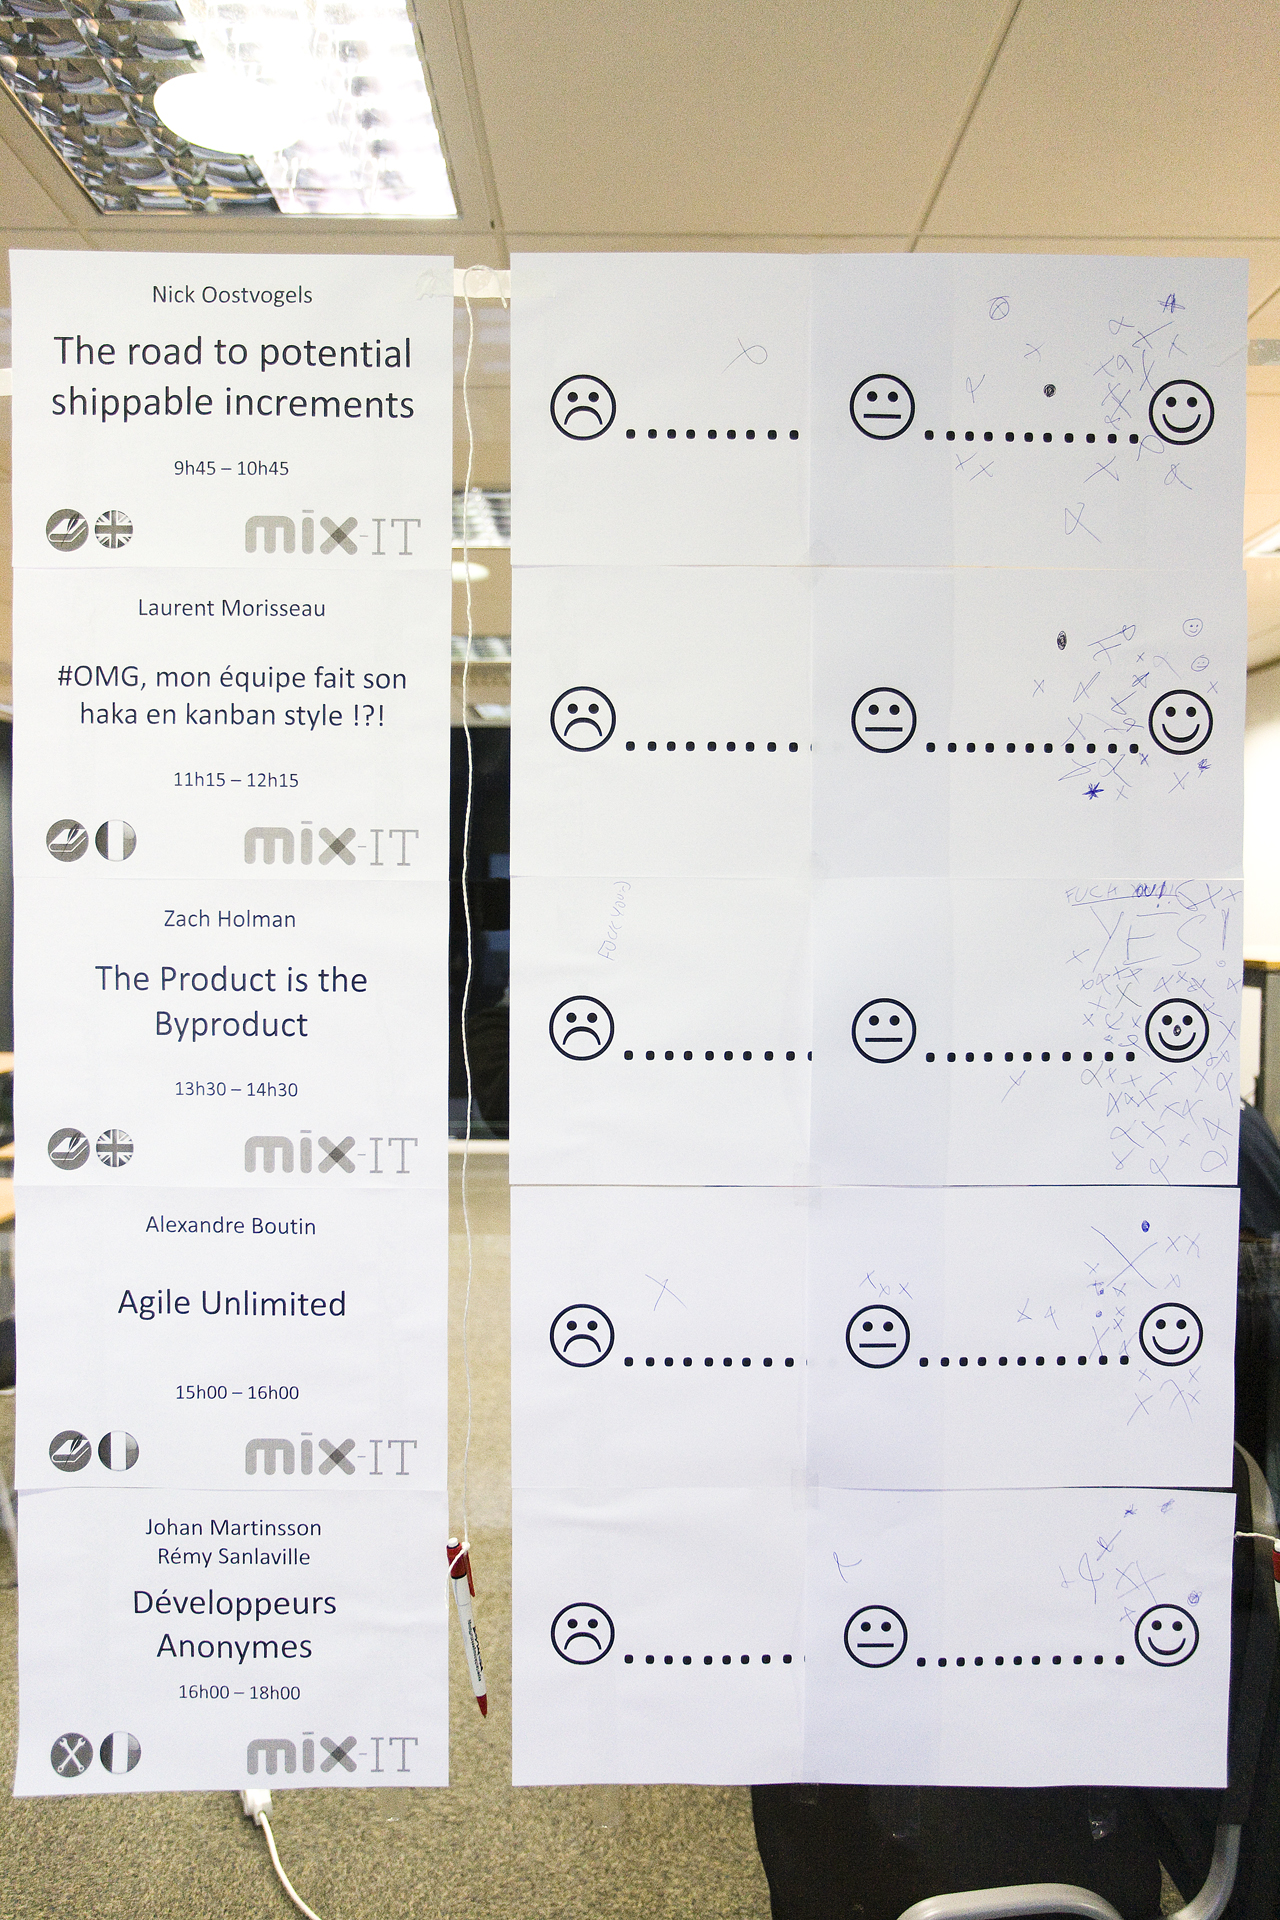 Nick Oostvogels
The road to potential
shippable increments
9h45 – 10h45
mix-IT
Laurent Morisseau
#OMG, mon équipe fait son
haka en kanban style !?!
11h15 – 12h15
mix-IT
FUCK YOU :)
FUCK YOU!
YES!
Zach Holman
The Product is the
Byproduct
13h30 – 14h30
mix-IT
Alexandre Boutin
Agile Unlimited
15h00 – 16h00
mix-IT
Johan Martinsson
Rémy Sanlaville
Développeurs
Anonymes
16h00 – 18h00
mix-IT